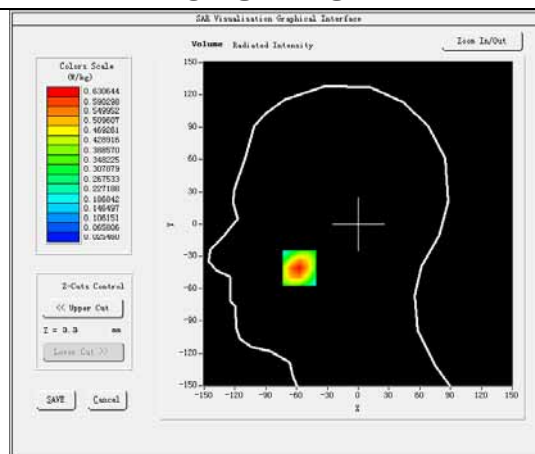 SAR Visualisation Graphical Interface
Volume Radiated Intensity
Zoom In/Out
Colors Scale
(W/kg)
0.630644
0.590298
0.549952
0.509607
0.469261
0.428916
0.388570
0.348225
0.307879
0.267533
0.227188
0.186842
0.146497
0.106151
0.065806
0.025460
Z-Cuts Control
<< Upper Cut
Z = 3.3 mm
Lower Cut >>
SAVE Cancel
150
90
60
30
0
-30
-60
-90
-120
-150
Y
-150 -120 -90 -60 -30 0 30 60 90 120 150